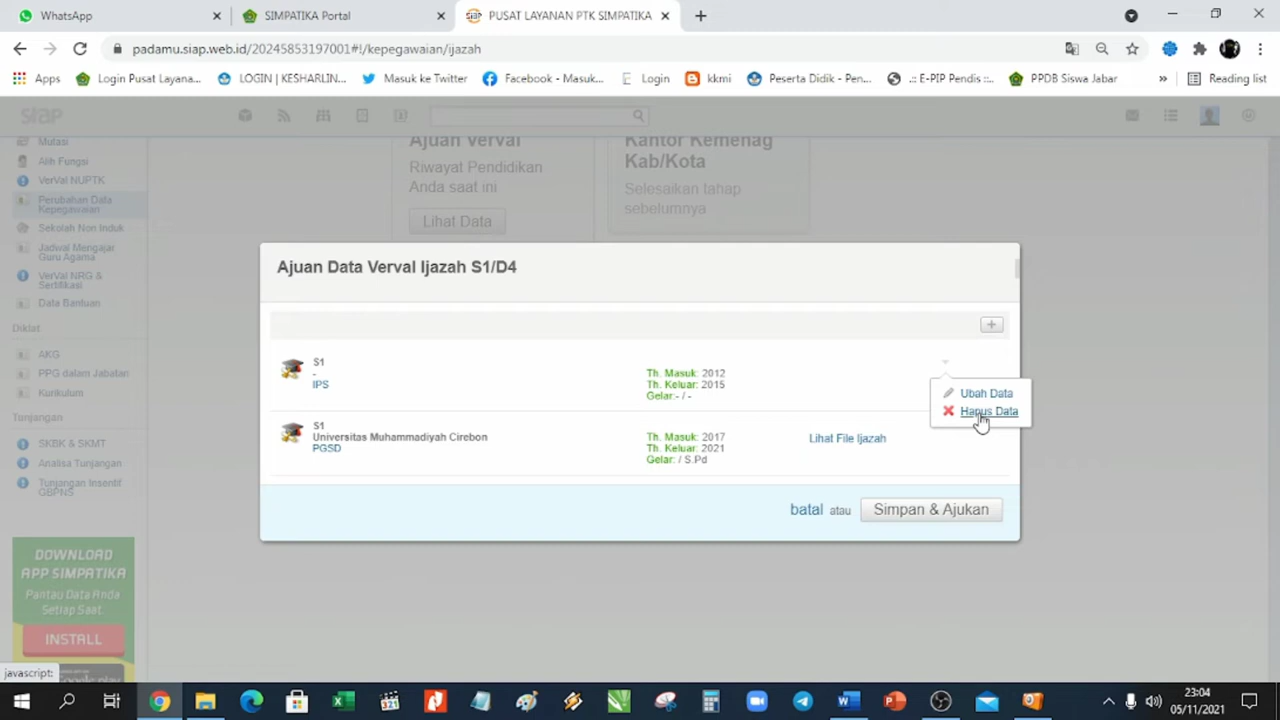 WhatsApp
SIMPATIKA Portal
PUSAT LAYANAN PTK SIMPATIKA
padamu.siap.web.id/20245853197001#!/kepegawaian/ijazah
Apps
Login Pusat Layana...
LOGIN | KESHARLIN...
Masuk ke Twitter
Facebook - Masuk...
Login
kkmi
Peserta Didik - Pen...
.: E-PIP Pendis ::..
PPDB Siswa Jabar
»
Reading list
siap
Mutasi
Alih Fungsi
VerVal NUPTK
Perubahan Data
Kepegawaian
Sekolah Non Induk
Jadwal Mengajar
Guru Agama
VerVal NRG &
Sertifikasi
Data Bantuan
Diklat
AKG
PPG dalam Jabatan
Kurikulum
Tunjangan
SKBK & SKMT
Analisa Tunjangan
Tunjangan Insentif
GBPNS
DOWNLOAD
APP SIMPATIKA
Pantau Data Anda
Setiap Saat.
INSTALL
Google play
Ajuan Verval
Riwayat Pendidikan
Anda saat ini
Lihat Data
Kantor Kemenag
Kab/Kota
Selesaikan tahap
sebelumnya
Ajuan Data Verval Ijazah S1/D4
+
S1
-
IPS
Th. Masuk: 2012
Th. Keluar: 2015
Gelar:- / -
Ubah Data
Hapus Data
S1
Universitas Muhammadiyah Cirebon
PGSD
Th. Masuk: 2017
Th. Keluar: 2021
Gelar: / S.Pd
Lihat File Ijazah
batal atau Simpan & Ajukan
javascript:
23:04
05/11/2021